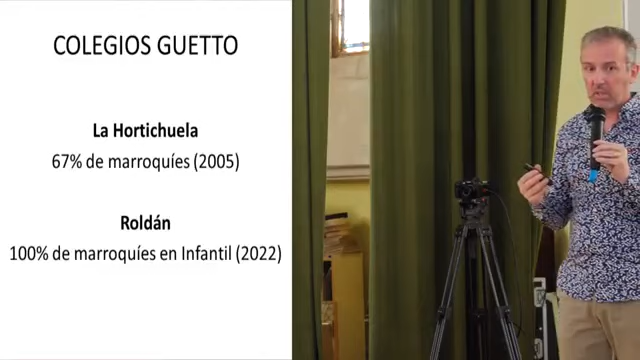 COLEGIOS GUETTO
La Hortichuela
67% de marroquíes (2005)
Roldán
100% de marroquíes en Infantil (2022)